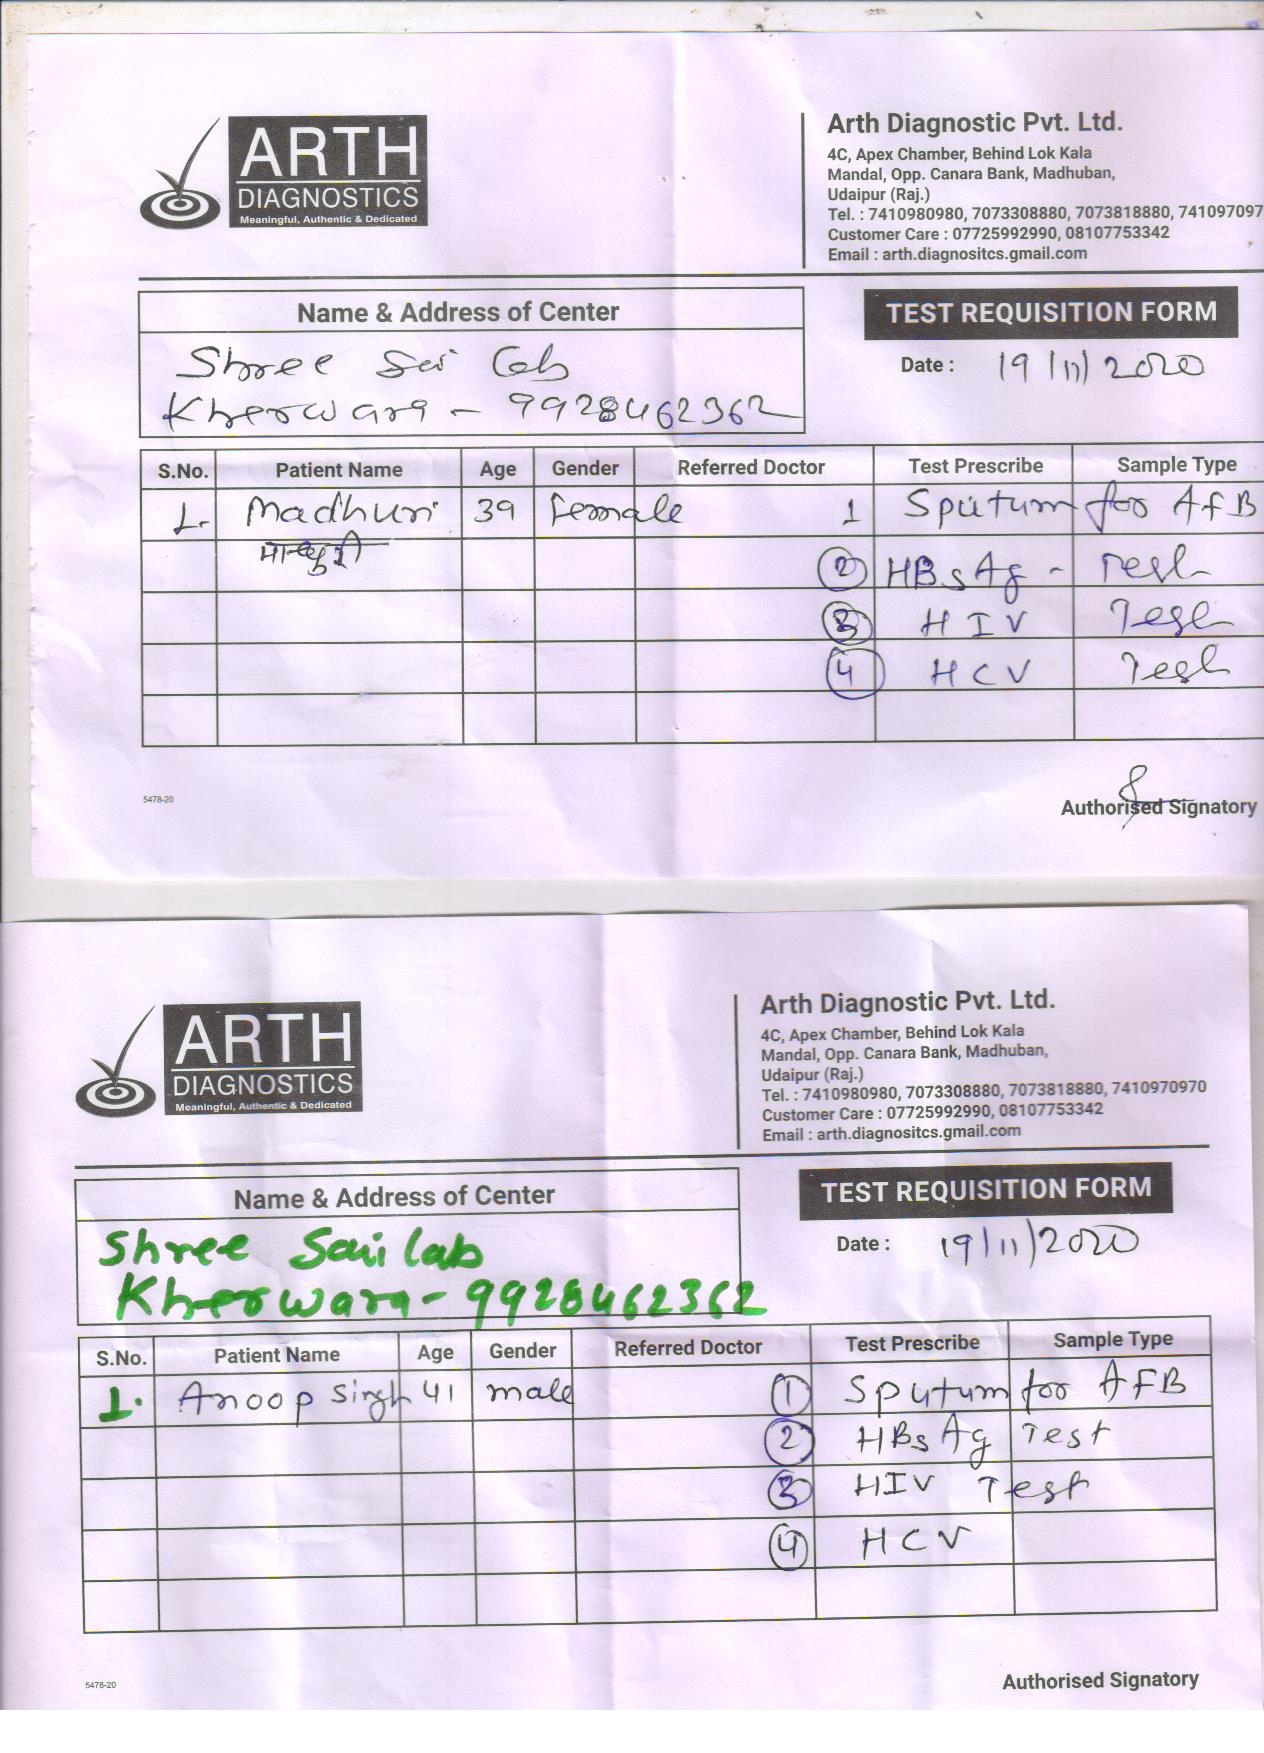 ARTH
DIAGNOSTICS
Meaningful, Authentic & Dedicated
Arth Diagnostic Pvt. Ltd.
4C, Apex Chamber, Behind Lok Kala
Mandal, Opp. Canara Bank, Madhuban,
Udaipur (Raj.)
Tel. : 7410980980, 7073308880, 7073818880, 741097097
Customer Care : 07725992990, 08107753342
Email : arth.diagnositcs.gmail.com
Name & Address of Center
TEST REQUISITION FORM
Shree Sai Lab
Date : 19/11/2020
Kherwara - 9928462362
S.No. Patient Name Age Gender Referred Doctor Test Prescribe Sample Type
1. Madhuri 39 Female 1 Sputum for AFB
माधुरी 2 HBsAg - Test
3 HIV Test
4 HCV Test
5478-20
Authorised Signatory
ARTH
DIAGNOSTICS
Meaningful, Authentic & Dedicated
Arth Diagnostic Pvt. Ltd.
4C, Apex Chamber, Behind Lok Kala
Mandal, Opp. Canara Bank, Madhuban,
Udaipur (Raj.)
Tel. : 7410980980, 7073308880, 7073818880, 7410970970
Customer Care : 07725992990, 08107753342
Email : arth.diagnositcs.gmail.com
Name & Address of Center
TEST REQUISITION FORM
Shree Sai Lab
Date : 19/11/2020
Kherwara - 9928462362
S.No. Patient Name Age Gender Referred Doctor Test Prescribe Sample Type
1. Anoop Singh 41 male 1 Sputum for AFB
2 HBsAg Test
3 HIV Test
4 HCV
5478-20
Authorised Signatory